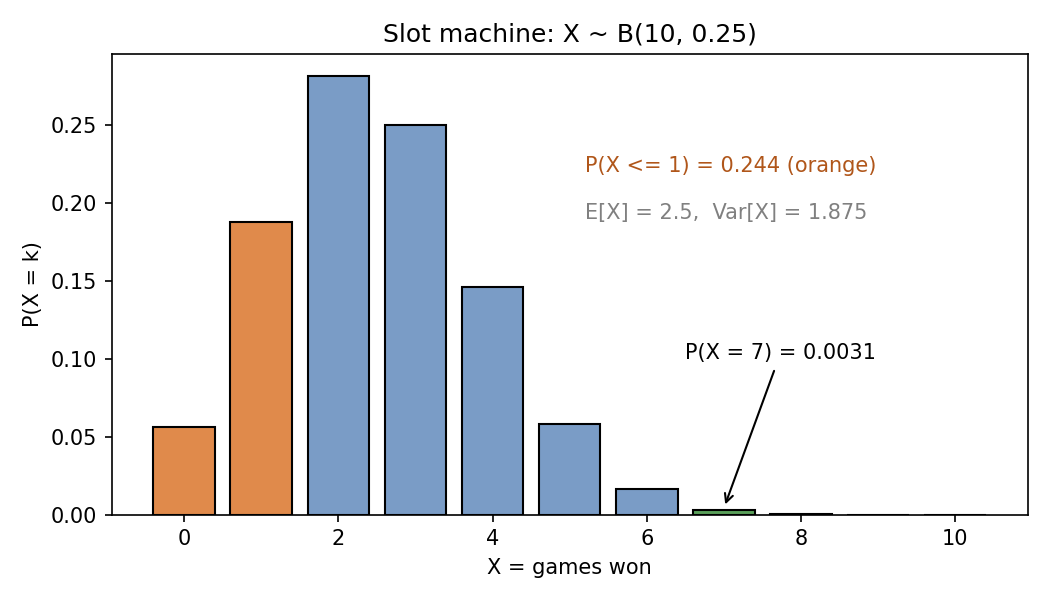 Slot machine: X ~ B(10, 0.25)
P(X = k)
0.25
0.20
0.15
0.10
0.05
0.00
P(X <= 1) = 0.244 (orange)
E[X] = 2.5,  Var[X] = 1.875
P(X = 7) = 0.0031
0 2 4 6 8 10
X = games won